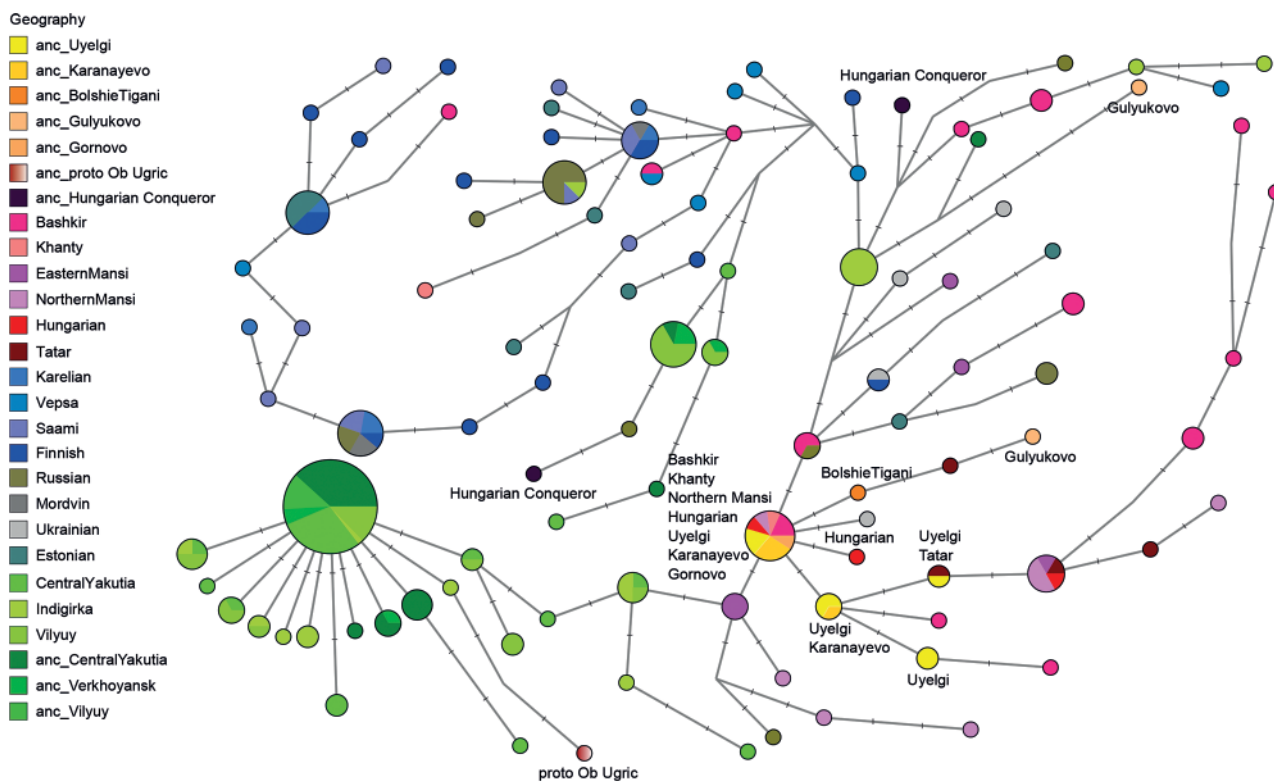 Geography
anc_Uyelgi
anc_Karanayevo
anc_BolshieTigani
anc_Gulyukovo
anc_Gornovo
anc_proto Ob Ugric
anc_Hungarian Conqueror
Bashkir
Khanty
EasternMansi
NorthernMansi
Hungarian
Tatar
Karelian
Vepsa
Saami
Finnish
Russian
Mordvin
Ukrainian
Estonian
CentralYakutia
Indigirka
Vilyuy
anc_CentralYakutia
anc_Verkhoyansk
anc_Vilyuy
Hungarian Conqueror
Gulyukovo
Hungarian Conqueror
Bashkir
Khanty
Northern Mansi
Hungarian
Uyelgi
Karanayevo
Gornovo
BolshieTigani
Gulyukovo
Hungarian
Uyelgi
Tatar
Uyelgi
Karanayevo
Uyelgi
proto Ob Ugric